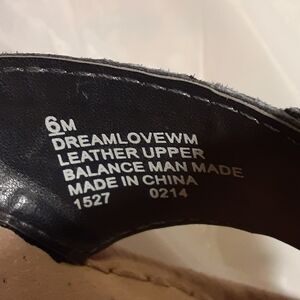 6M
DREAMLOVEWM
LEATHER UPPER
BALANCE MAN MADE
MADE IN CHINA
1527 0214